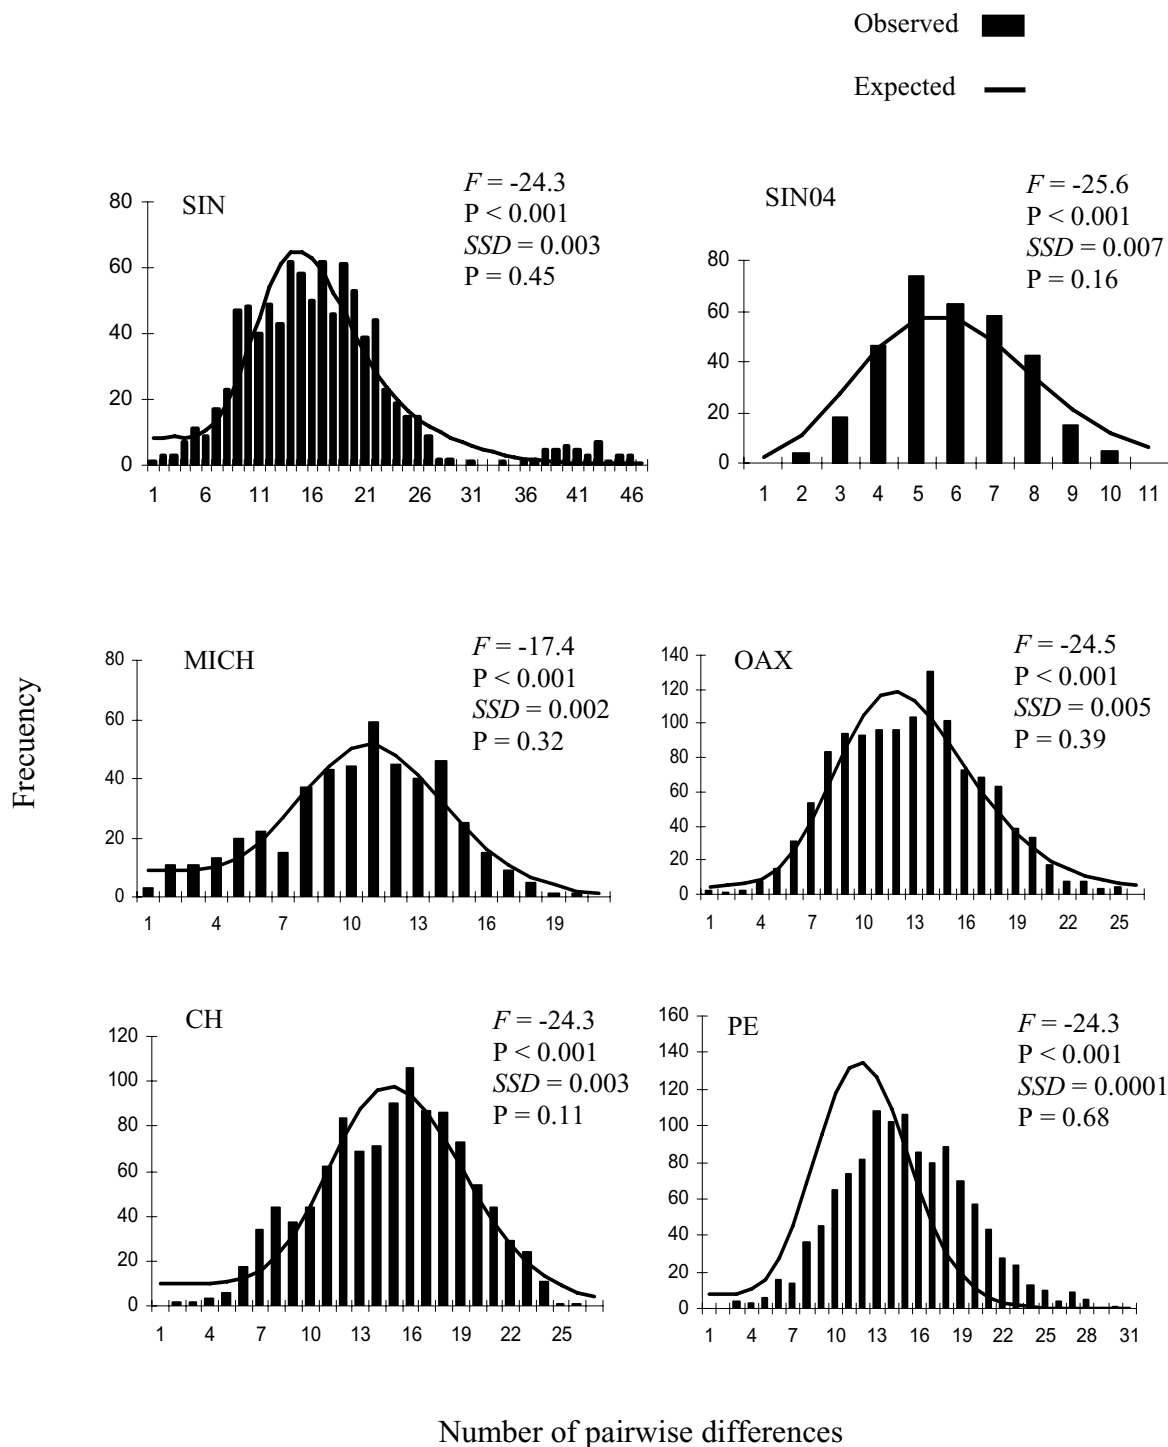 Observed
Expected
SIN
F = -24.3
P < 0.001
SSD = 0.003
P = 0.45
80
60
40
20
0
1 6 11 16 21 26 31 36 41 46
SIN04
F = -25.6
P < 0.001
SSD = 0.007
P = 0.16
80
60
40
20
0
1 2 3 4 5 6 7 8 9 10 11
Frecuency
MICH
F = -17.4
P < 0.001
SSD = 0.002
P = 0.32
80
60
40
20
0
1 4 7 10 13 16 19
OAX
F = -24.5
P < 0.001
SSD = 0.005
P = 0.39
140
120
100
80
60
40
20
0
1 4 7 10 13 16 19 22 25
CH
F = -24.3
P < 0.001
SSD = 0.003
P = 0.11
120
100
80
60
40
20
0
1 4 7 10 13 16 19 22 25
PE
F = -24.3
P < 0.001
SSD = 0.0001
P = 0.68
160
140
120
100
80
60
40
20
0
1 4 7 10 13 16 19 22 25 28 31
Number of pairwise differences